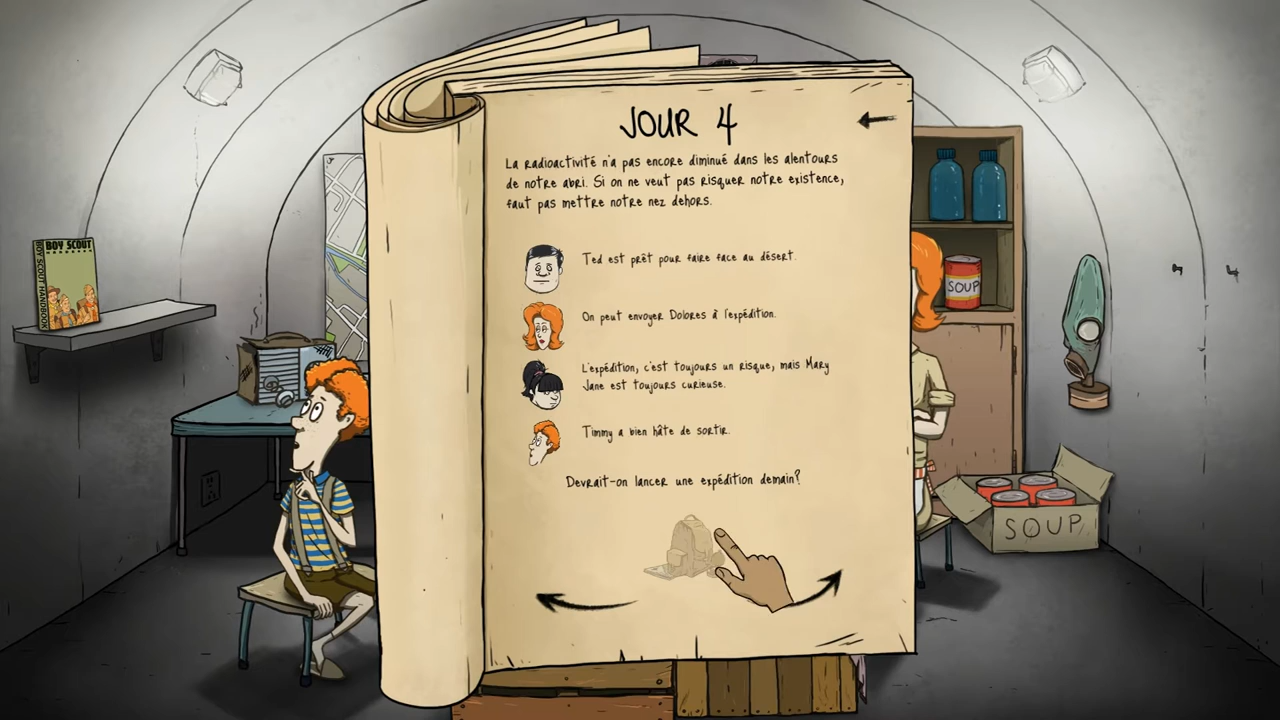 JOUR 4
La radioactivité n'a pas encore diminué dans les alentours
de notre abri. Si on ne veut pas risquer notre existence,
faut pas mettre notre nez dehors.
Ted est prêt pour faire face au désert.
On peut envoyer Dolores à l'expédition.
L'expédition, c'est toujours un risque, mais Mary
Jane est toujours curieuse.
Timmy a bien hâte de sortir.
Devrait-on lancer une expédition demain?
BOY SCOUT
BOY SCOUT HANDBOOK
SOUP
SOUP